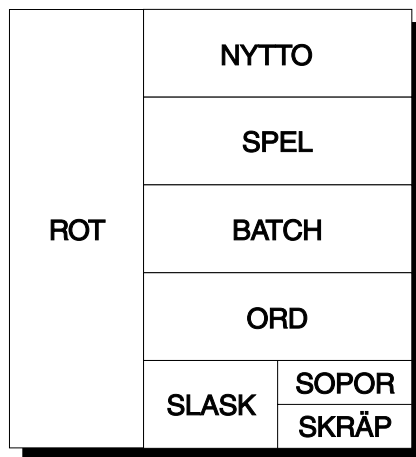 ROT
NYTTO
SPEL
BATCH
ORD
SLASK
SOPOR
SKRÄP